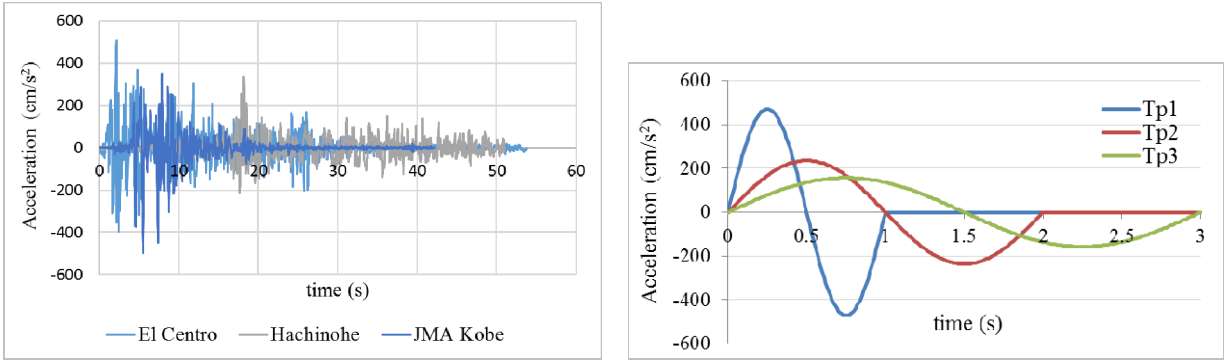 600
400
200
0
-200
-400
-600
0 10 20 30 40 50 60
Acceleration (cm/s²)
time (s)
El Centro Hachinohe JMA Kobe
600
400
200
0
-200
-400
-600
0 0.5 1 1.5 2 2.5 3
Acceleration (cm/s²)
time (s)
Tp1
Tp2
Tp3